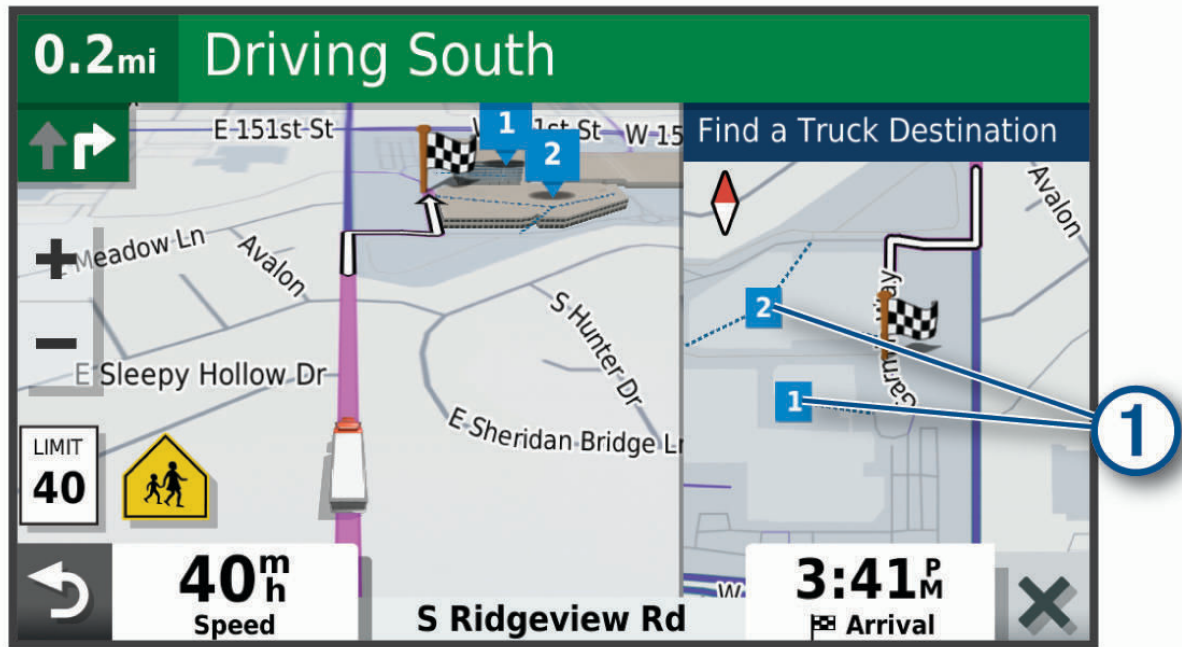 0.2mi Driving South
E 151st St
1
2
W 15
Find a Truck Destination
Meadow Ln
Avalon
Avalon
S Hunter Dr
2
1
E Sleepy Hollow Dr
E Sheridan Bridge Ln
1
LIMIT
40
40 mh
Speed
S Ridgeview Rd
3:41 PM
Arrival